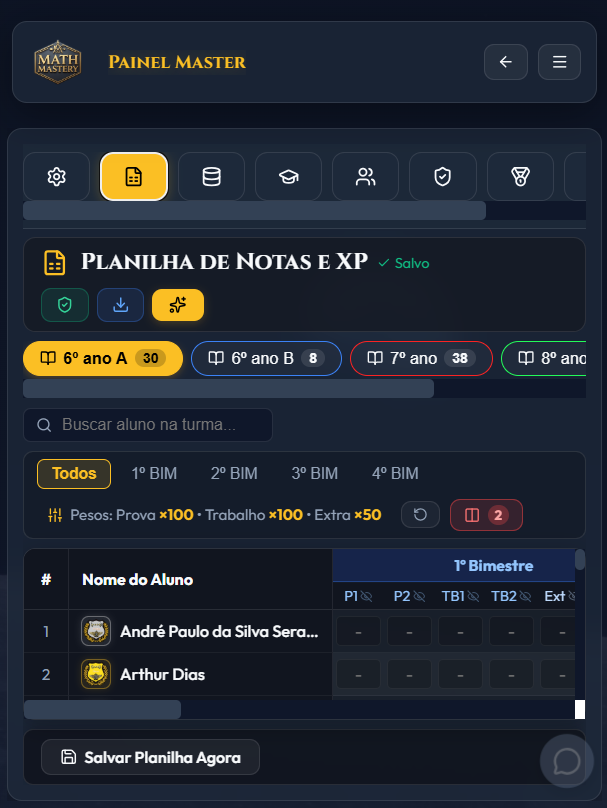 MATH
MASTERY
Painel Master
Planilha de Notas e XP
Salvo
6º ano A 30
6º ano B 8
7º ano 38
8º ano
Buscar aluno na turma...
Todos
1º BIM
2º BIM
3º BIM
4º BIM
Pesos: Prova ×100 • Trabalho ×100 • Extra ×50
2
#
Nome do Aluno
1º Bimestre
P1
P2
TB1
TB2
Ext
1 André Paulo da Silva Sera... - - - - -
2 Arthur Dias - - - - -
Salvar Planilha Agora